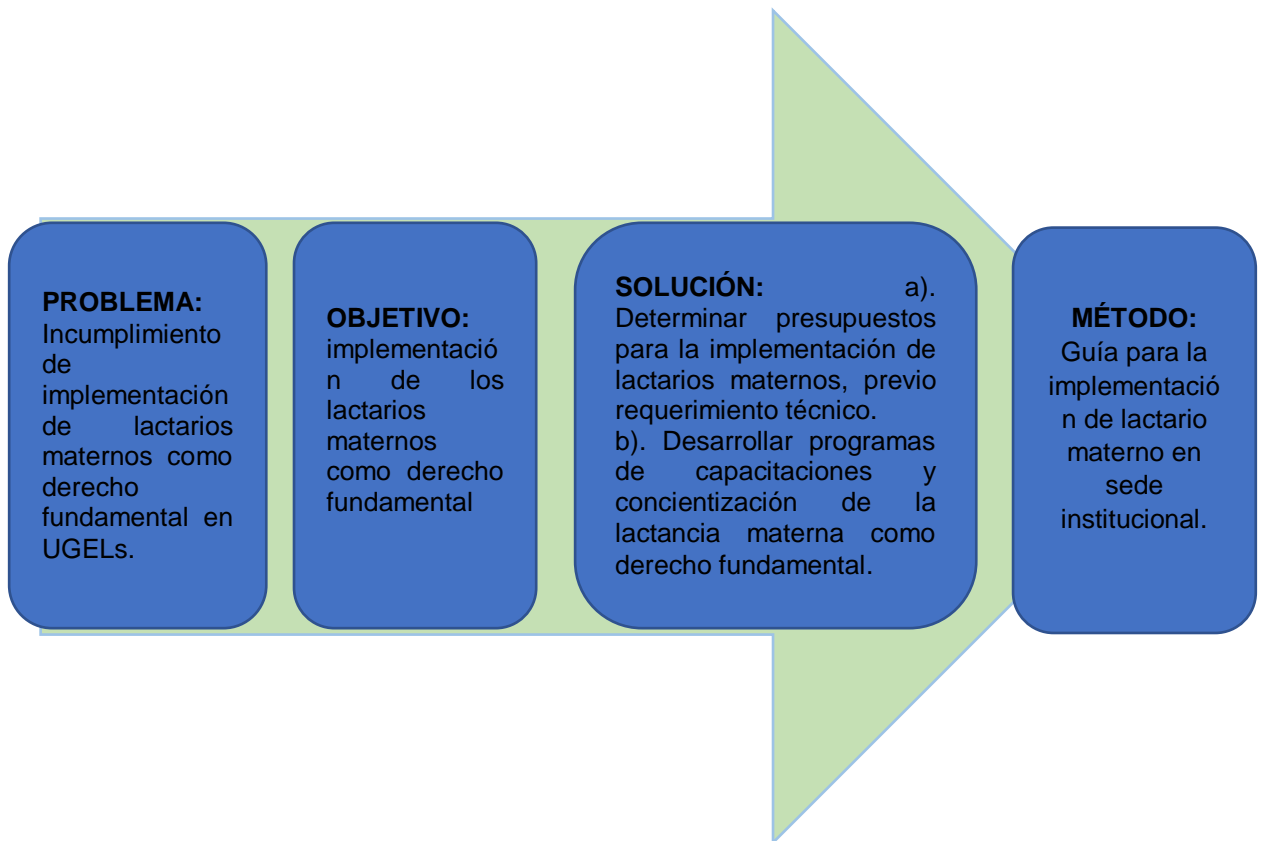 PROBLEMA:
Incumplimiento
de
implementación
de lactarios
maternos como
derecho
fundamental en
UGELs.
OBJETIVO:
implementació
n de los
lactarios
maternos
como derecho
fundamental
SOLUCIÓN: a).
Determinar presupuestos
para la implementación de
lactarios maternos, previo
requerimiento técnico.
b). Desarrollar programas
de capacitaciones y
concientización de la
lactancia materna como
derecho fundamental.
MÉTODO:
Guía para la
implementació
n de lactario
materno en
sede
institucional.